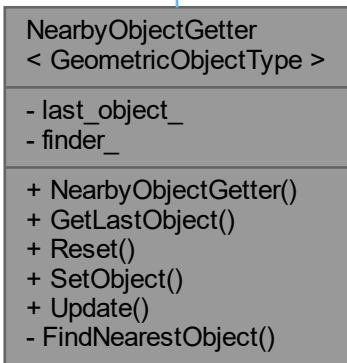 NearbyObjectGetter
< GeometricObjectType >
- last_object_
- finder_
+ NearbyObjectGetter()
+ GetLastObject()
+ Reset()
+ SetObject()
+ Update()
- FindNearestObject()